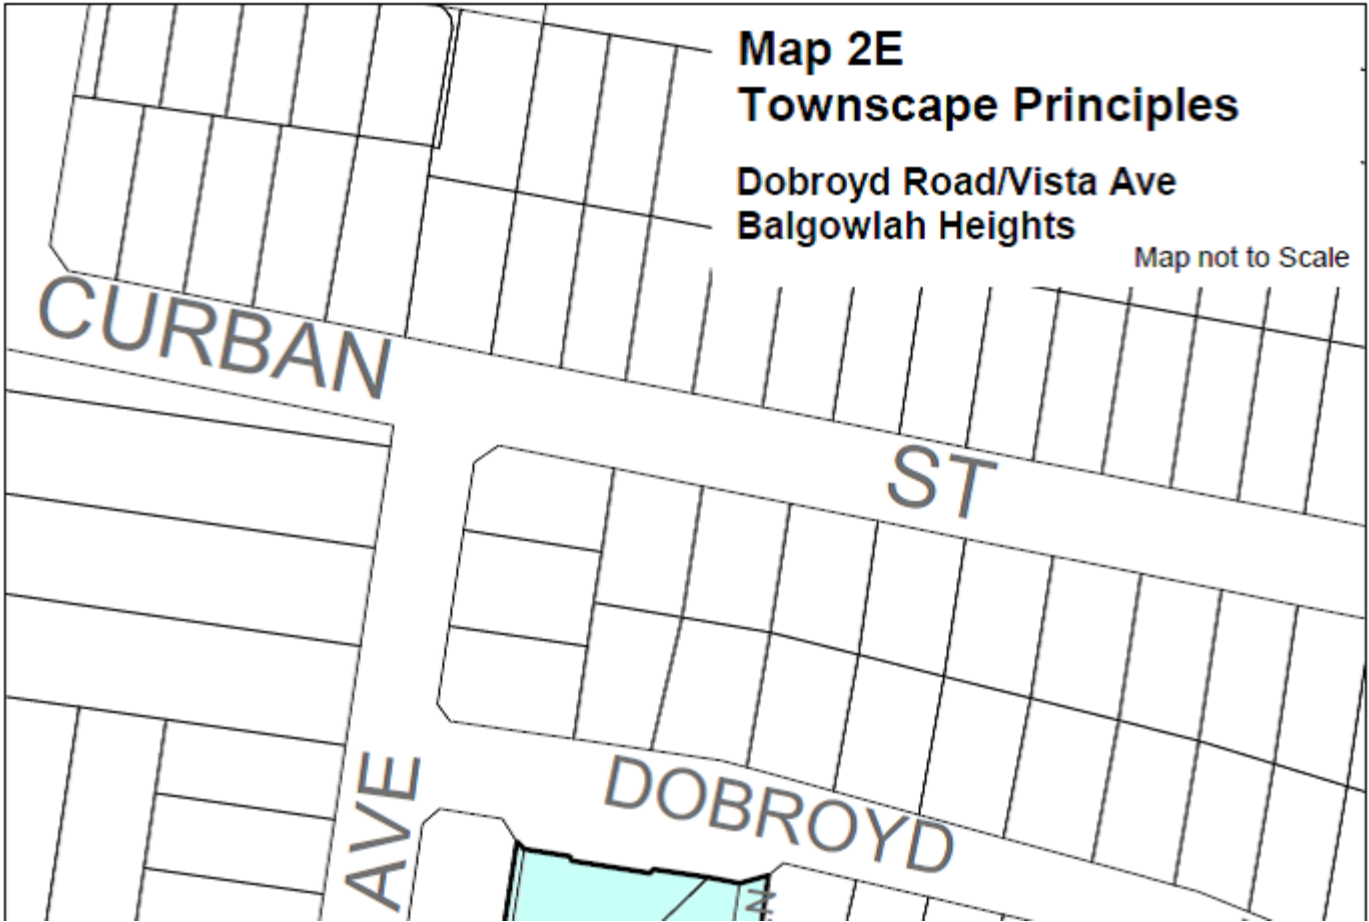 Map 2E
Townscape Principles
Dobroyd Road/Vista Ave
Balgowlah Heights
Map not to Scale
CURBAN
ST
AVE
DOBROYD